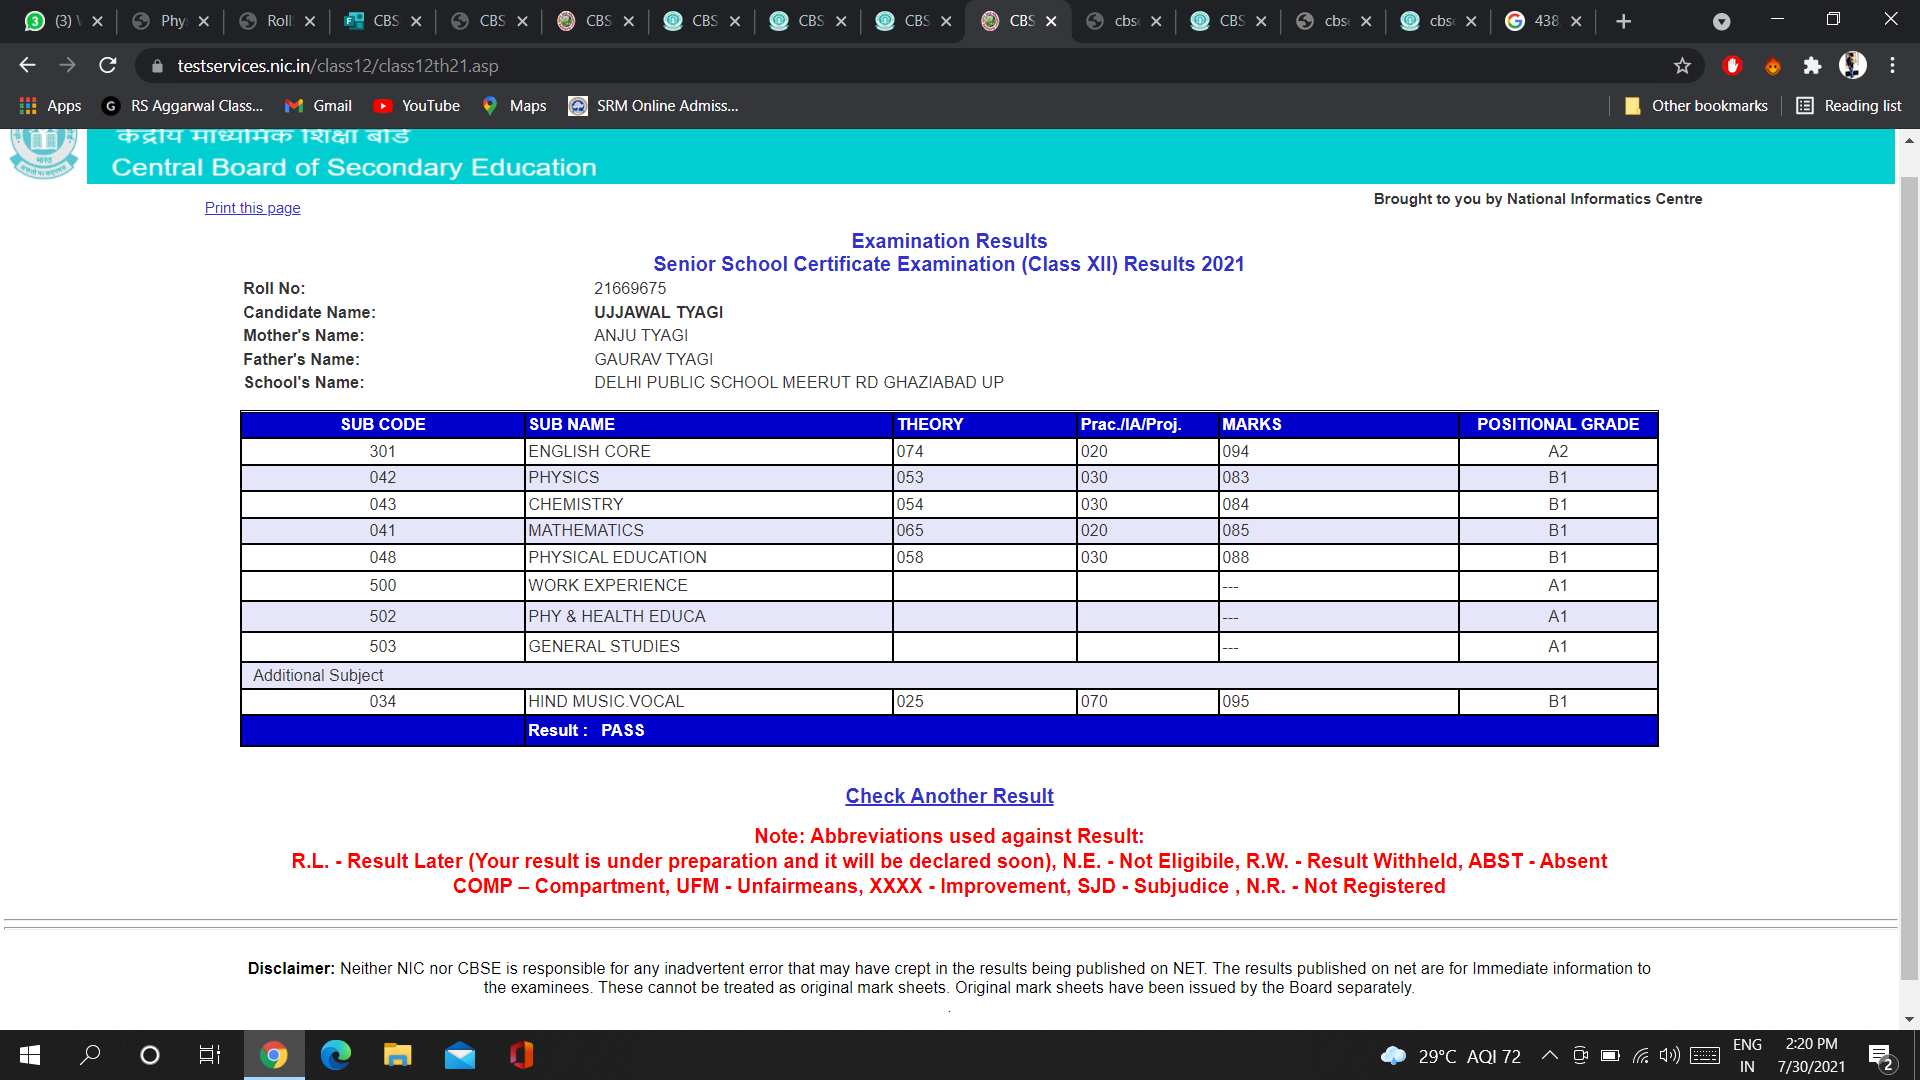 (3) Phy Roll CBS CBS CBS CBS CBS CBS CBS cbs CBS cbs cbs 438
testservices.nic.in/class12/class12th21.asp
Apps RS Aggarwal Class... Gmail YouTube Maps SRM Online Admiss... Other bookmarks Reading list
केंद्रीय माध्यमिक शिक्षा बोर्ड
भारत
Central Board of Secondary Education
Print this page
Brought to you by National Informatics Centre
Examination Results
Senior School Certificate Examination (Class XII) Results 2021
Roll No: 21669675
Candidate Name: UJJAWAL TYAGI
Mother's Name: ANJU TYAGI
Father's Name: GAURAV TYAGI
School's Name: DELHI PUBLIC SCHOOL MEERUT RD GHAZIABAD UP
SUB CODE SUB NAME THEORY Prac./IA/Proj. MARKS POSITIONAL GRADE
301 ENGLISH CORE 074 020 094 A2
042 PHYSICS 053 030 083 B1
043 CHEMISTRY 054 030 084 B1
041 MATHEMATICS 065 020 085 B1
048 PHYSICAL EDUCATION 058 030 088 B1
500 WORK EXPERIENCE --- A1
502 PHY & HEALTH EDUCA --- A1
503 GENERAL STUDIES --- A1
Additional Subject
034 HIND MUSIC.VOCAL 025 070 095 B1
Result : PASS
Check Another Result
Note: Abbreviations used against Result:
R.L. - Result Later (Your result is under preparation and it will be declared soon), N.E. - Not Eligibile, R.W. - Result Withheld, ABST - Absent
COMP – Compartment, UFM - Unfairmeans, XXXX - Improvement, SJD - Subjudice , N.R. - Not Registered
Disclaimer: Neither NIC nor CBSE is responsible for any inadvertent error that may have crept in the results being published on NET. The results published on net are for Immediate information to
the examinees. These cannot be treated as original mark sheets. Original mark sheets have been issued by the Board separately.
.
29°C AQI 72 ENG 2:20 PM
IN 7/30/2021 2